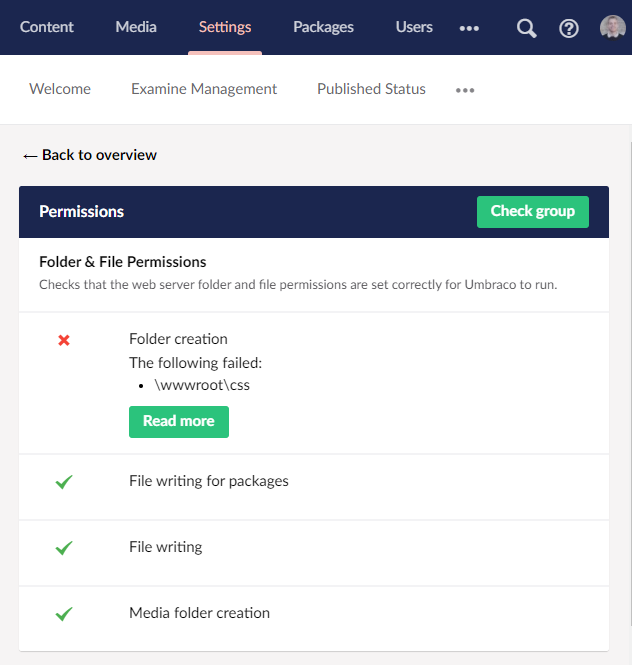 Content Media Settings Packages Users
Welcome Examine Management Published Status
← Back to overview
Permissions Check group
Folder & File Permissions
Checks that the web server folder and file permissions are set correctly for Umbraco to run.
Folder creation
The following failed:
• \wwwroot\css
Read more
File writing for packages
File writing
Media folder creation